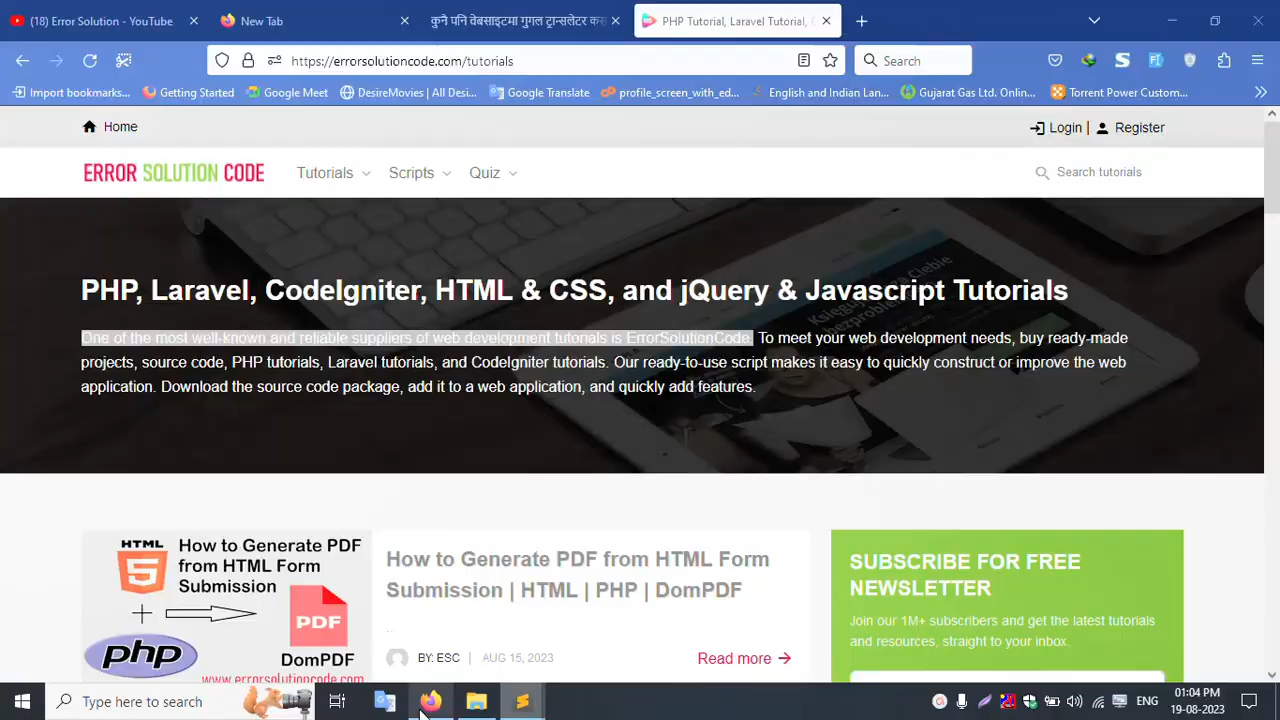 (18) Error Solution - YouTube
New Tab
कुनै पनि वेबसाइटमा गुगल ट्रान्सलेटर कस
PHP Tutorial, Laravel Tutorial,
https://errorsolutioncode.com/tutorials
Search
Import bookmarks...
Getting Started
Google Meet
DesireMovies | All Desi...
Google Translate
profile_screen_with_ed...
English and Indian Lan...
Gujarat Gas Ltd. Onlin...
Torrent Power Custom...
Home
Login |
Register
ERROR SOLUTION CODE
Tutorials
Scripts
Quiz
Search tutorials
PHP, Laravel, CodeIgniter, HTML & CSS, and jQuery & Javascript Tutorials
One of the most well-known and reliable suppliers of web development tutorials is ErrorSolutionCode. To meet your web development needs, buy ready-made
projects, source code, PHP tutorials, Laravel tutorials, and CodeIgniter tutorials. Our ready-to-use script makes it easy to quickly construct or improve the web
application. Download the source code package, add it to a web application, and quickly add features.
HTML
5
How to Generate PDF
from HTML Form
Submission
PDF
php
DomPDF
www.errorsolutioncode.com
How to Generate PDF from HTML Form
Submission | HTML | PHP | DomPDF
..
BY: ESC | AUG 15, 2023
Read more
SUBSCRIBE FOR FREE
NEWSLETTER
Join our 1M+ subscribers and get the latest tutorials
and resources, straight to your inbox.
Type here to search
ENG
01:04 PM
19-08-2023